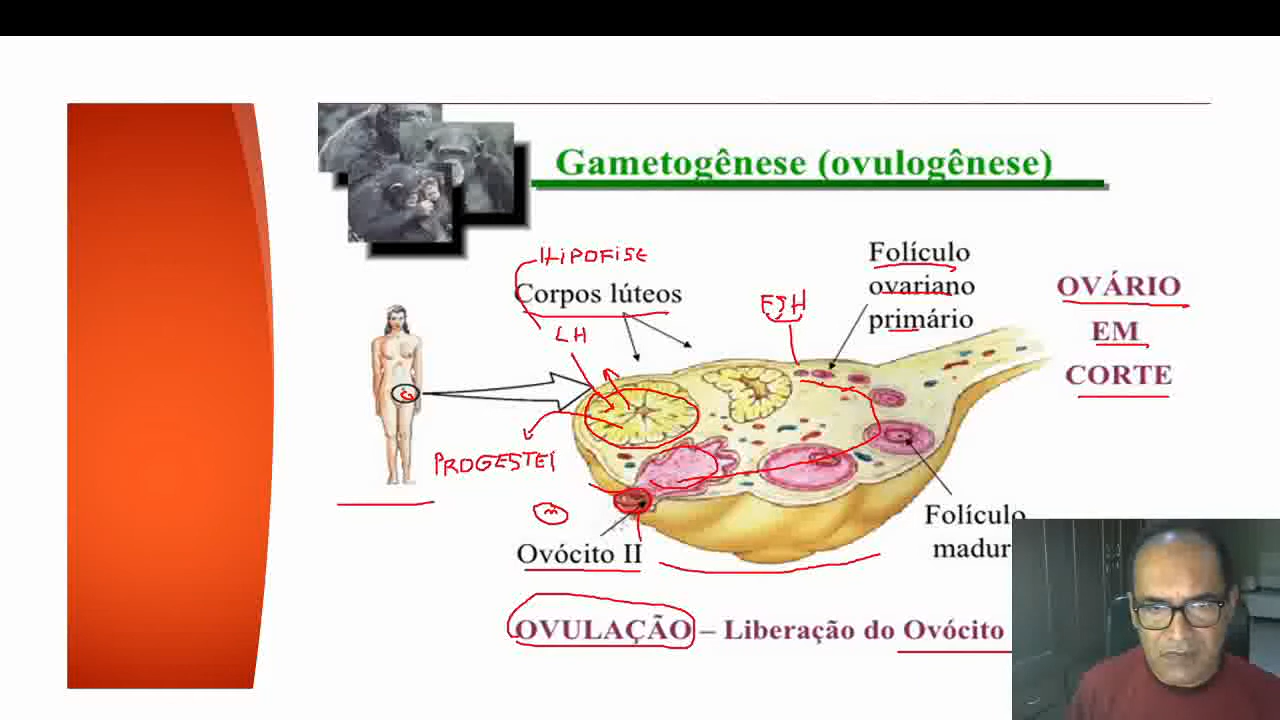 Gametogênese (ovulogênese)
HIPOFISE
Corpos lúteos
LH
FSH
Folículo
ovariano
primário
OVÁRIO
EM
CORTE
PROGESTEI
Ovócito II
Folículo
madur
OVULAÇÃO – Liberação do Ovócito